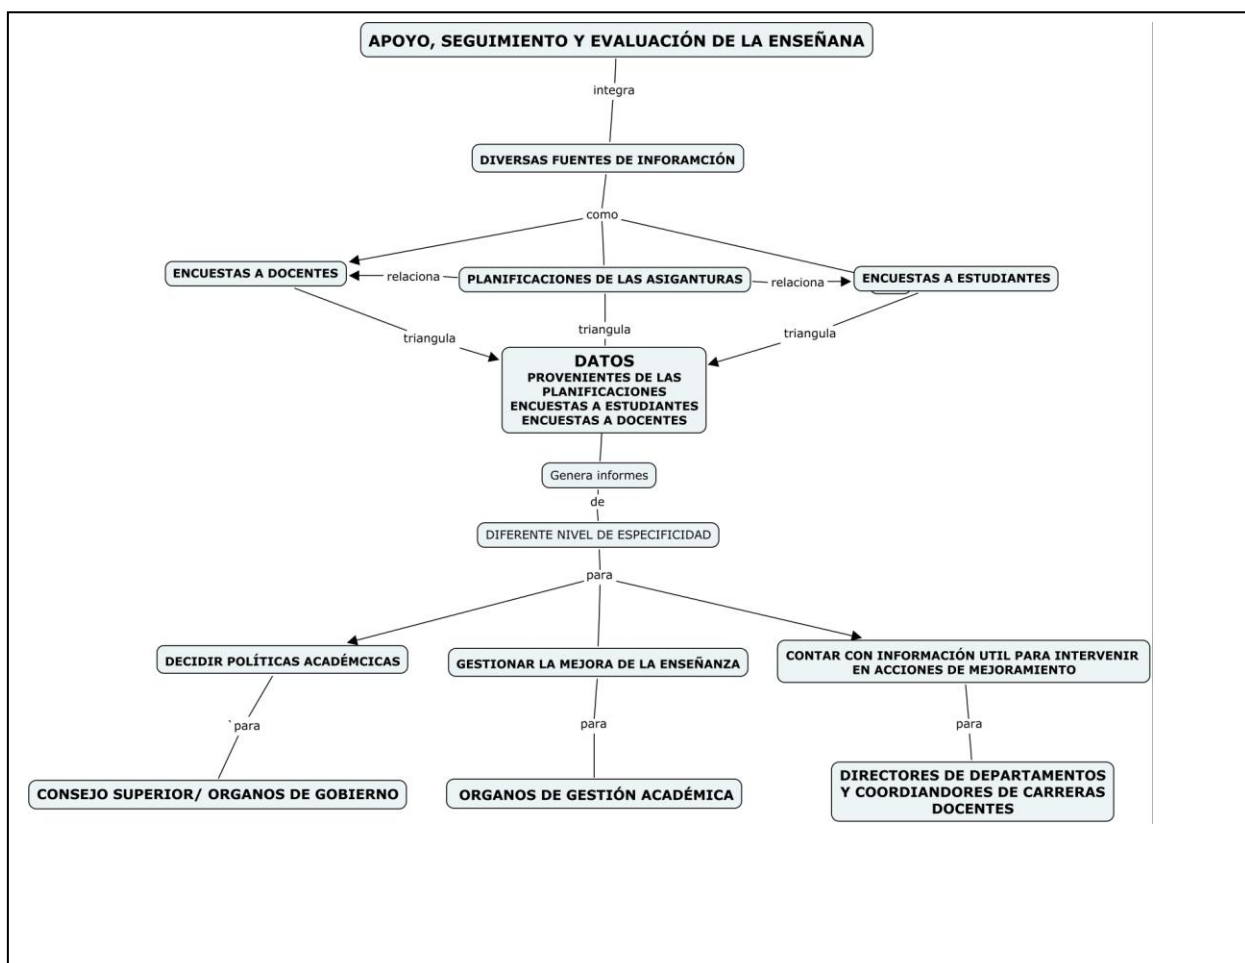 APOYO, SEGUIMIENTO Y EVALUACIÓN DE LA ENSEÑANA
integra
DIVERSAS FUENTES DE INFORAMCIÓN
como
ENCUESTAS A DOCENTES
relaciona
PLANIFICACIONES DE LAS ASIGANTURAS
relaciona
ENCUESTAS A ESTUDIANTES
triangula
triangula
triangula
DATOS
PROVENIENTES DE LAS
PLANIFICACIONES
ENCUESTAS A ESTUDIANTES
ENCUESTAS A DOCENTES
Genera informes
de
DIFERENTE NIVEL DE ESPECIFICIDAD
para
DECIDIR POLÍTICAS ACADÉMCICAS
GESTIONAR LA MEJORA DE LA ENSEÑANZA
CONTAR CON INFORMACIÓN UTIL PARA INTERVENIR
EN ACCIONES DE MEJORAMIENTO
`para
para
para
CONSEJO SUPERIOR/ ORGANOS DE GOBIERNO
ORGANOS DE GESTIÓN ACADÉMICA
DIRECTORES DE DEPARTAMENTOS
Y COORDIANDORES DE CARRERAS
DOCENTES